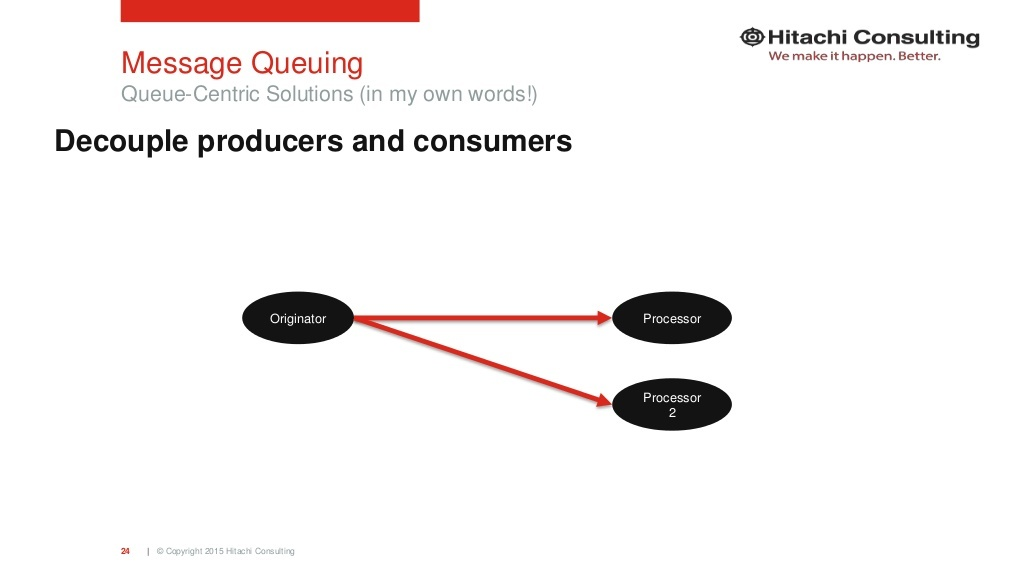 Hitachi Consulting
We make it happen. Better.
Message Queuing
Queue-Centric Solutions (in my own words!)
Decouple producers and consumers
Originator
Processor
Processor
2
24 | © Copyright 2015 Hitachi Consulting